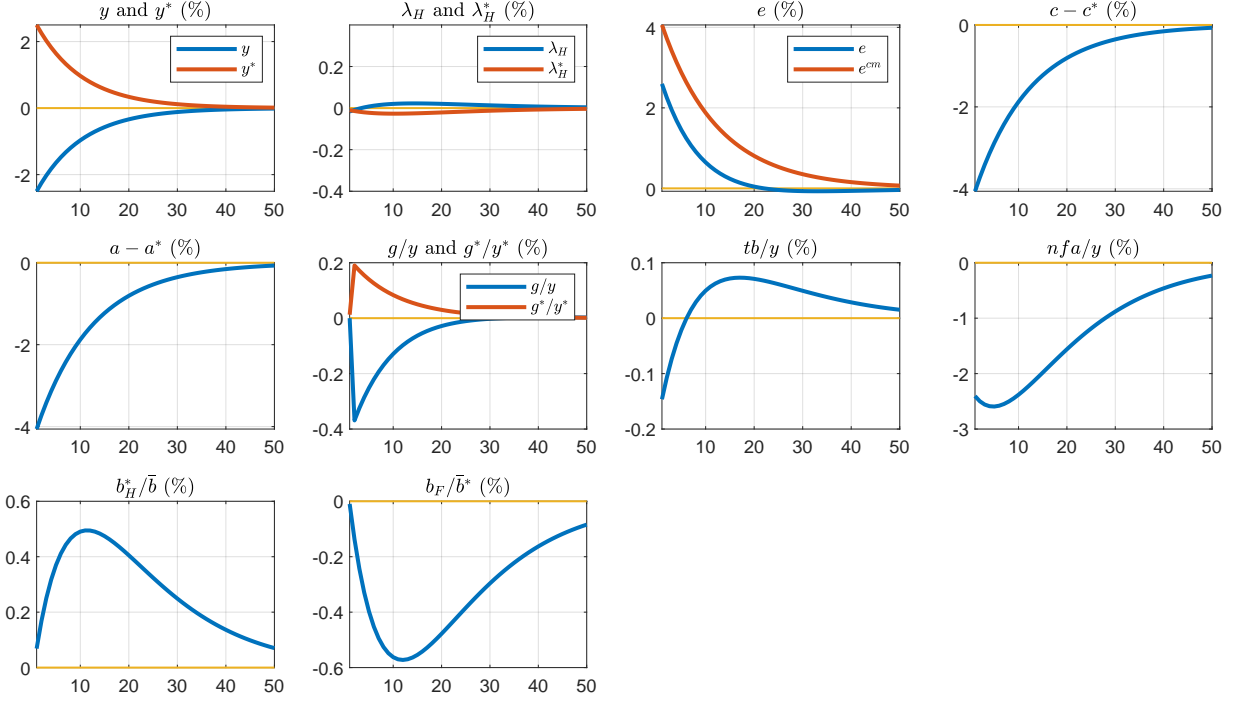 y and y* (%)
2
0
-2
10 20 30 40 50
y
y*
λ_H and λ*_H (%)
0.2
0
-0.2
-0.4
10 20 30 40 50
λ_H
λ*_H
e (%)
4
2
0
10 20 30 40 50
e
e^{cm}
c − c* (%)
0
-2
-4
10 20 30 40 50
a − a* (%)
0
-2
-4
10 20 30 40 50
g/y and g*/y* (%)
0.2
0
-0.2
-0.4
10 20 30 40 50
g/y
g*/y*
tb/y (%)
0.1
0
-0.1
-0.2
10 20 30 40 50
nfa/y (%)
0
-1
-2
-3
10 20 30 40 50
b*_H/b̅ (%)
0.6
0.4
0.2
0
10 20 30 40 50
b_F/b̅* (%)
0
-0.2
-0.4
-0.6
10 20 30 40 50